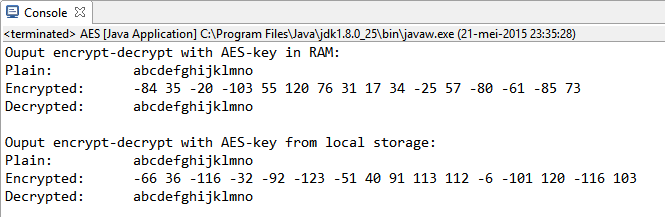 Console
<terminated> AES [Java Application] C:\Program Files\Java\jdk1.8.0_25\bin\javaw.exe (21-mei-2015 23:35:28)
Ouput encrypt-decrypt with AES-key in RAM:
Plain: abcdefghijklmno
Encrypted: -84 35 -20 -103 55 120 76 31 17 34 -25 57 -80 -61 -85 73
Decrypted: abcdefghijklmno
Ouput encrypt-decrypt with AES-key from local storage:
Plain: abcdefghijklmno
Encrypted: -66 36 -116 -32 -92 -123 -51 40 91 113 112 -6 -101 120 -116 103
Decrypted: abcdefghijklmno